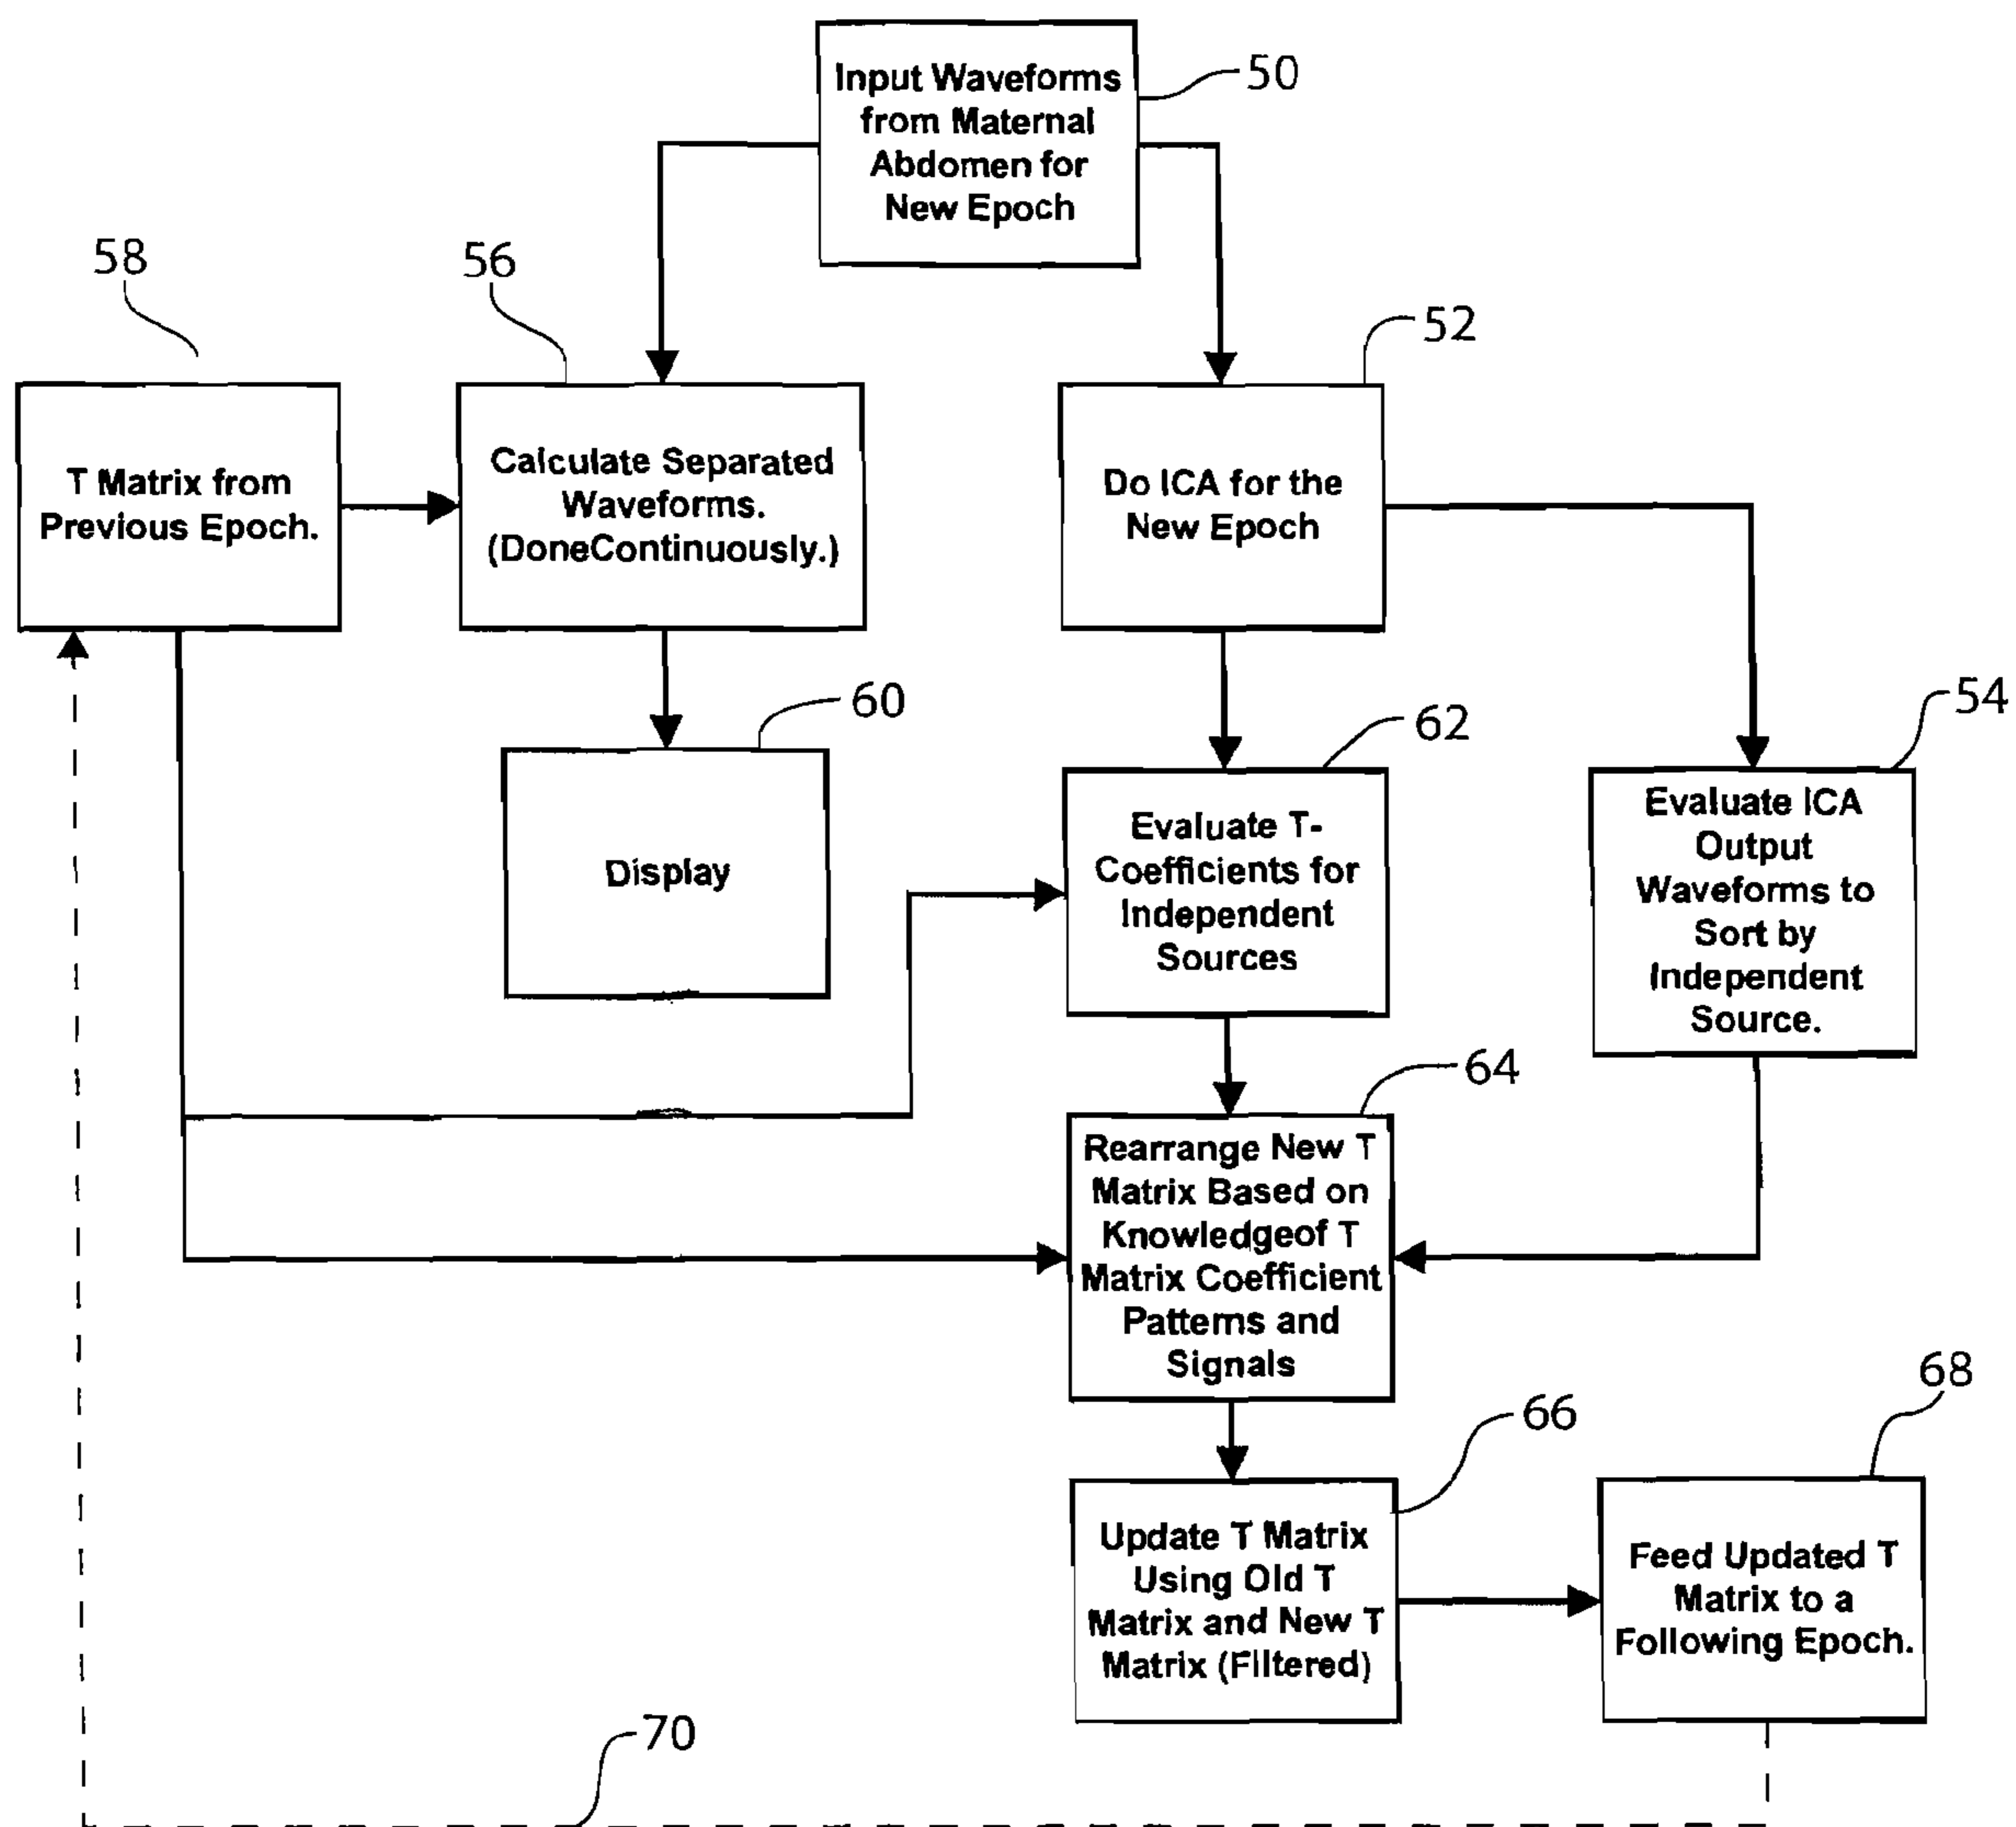 Input Waveforms
from Maternal
Abdomen for
New Epoch
50
58
56
52
T Matrix from
Previous Epoch.
Calculate Separated
Waveforms.
(DoneContinuously.)
Do ICA for the
New Epoch
60
62
54
Display
Evaluate T-
Coefficients for
Independent
Sources
Evaluate ICA
Output
Waveforms to
Sort by
Independent
Source.
64
Rearrange New T
Matrix Based on
Knowledgeof T
Matrix Coefficient
Patterns and
Signals
66
68
Update T Matrix
Using Old T
Matrix and New T
Matrix (Filtered)
Feed Updated T
Matrix to a
Following Epoch.
70